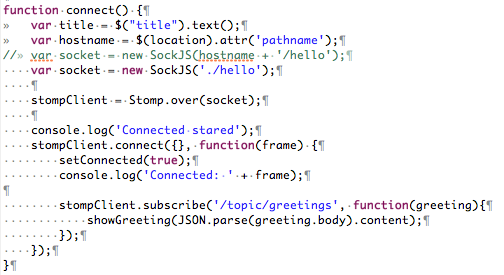 function connect() {¶
»   var title = $("title").text();¶
»   var hostname = $(location).attr('pathname');¶
//» var socket = new SockJS(hostname + '/hello');¶
····var socket = new SockJS('./hello');¶
····¶
····stompClient = Stomp.over(socket);¶
····¶
····console.log('Connected stared');¶
····stompClient.connect({}, function(frame) {¶
········setConnected(true);¶
········console.log('Connected: ' + frame);¶
¶
········stompClient.subscribe('/topic/greetings', function(greeting){¶
············showGreeting(JSON.parse(greeting.body).content);¶
········});¶
····});¶
}¶